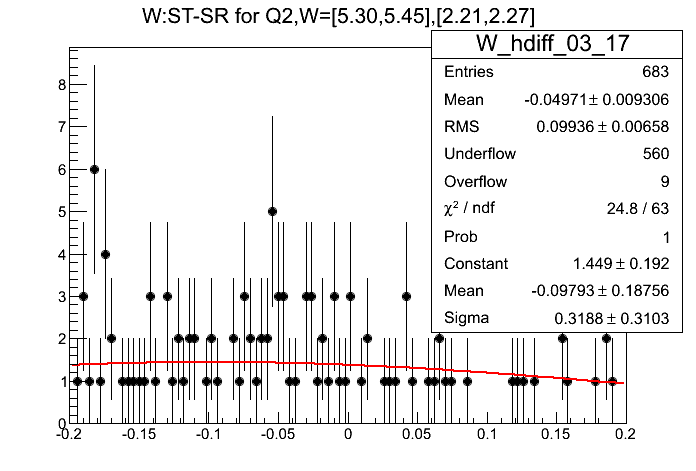 W:ST-SR for Q2,W=[5.30,5.45],[2.21,2.27]
W_hdiff_03_17
Entries 683
Mean -0.04971 ± 0.009306
RMS 0.09936 ± 0.00658
Underflow 560
Overflow 9
χ² / ndf 24.8 / 63
Prob 1
Constant 1.449 ± 0.192
Mean -0.09793 ± 0.18756
Sigma 0.3188 ± 0.3103
8
7
6
5
4
3
2
1
0
-0.2 -0.15 -0.1 -0.05 0 0.05 0.1 0.15 0.2